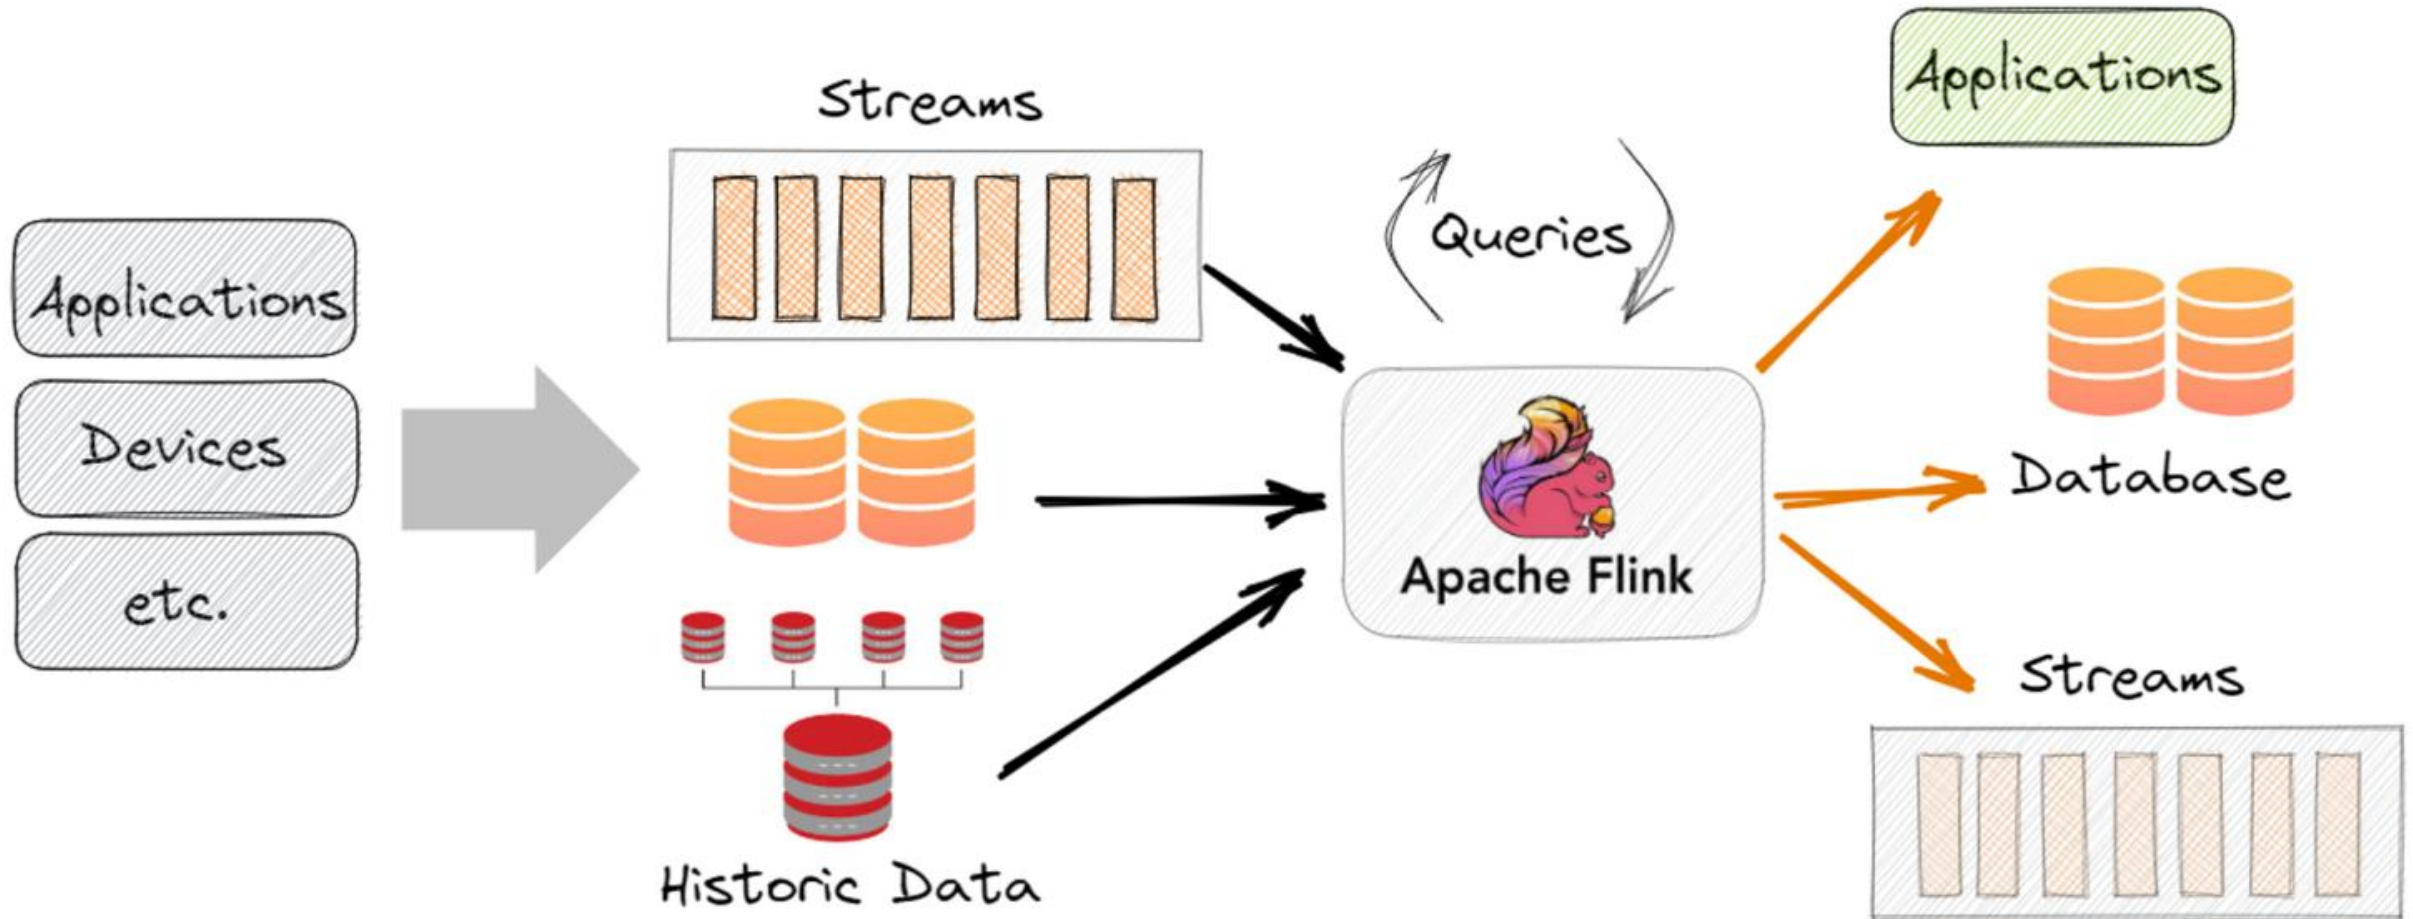 Applications
Devices
etc.
Streams
Historic Data
Queries
Apache Flink
Applications
Database
Streams